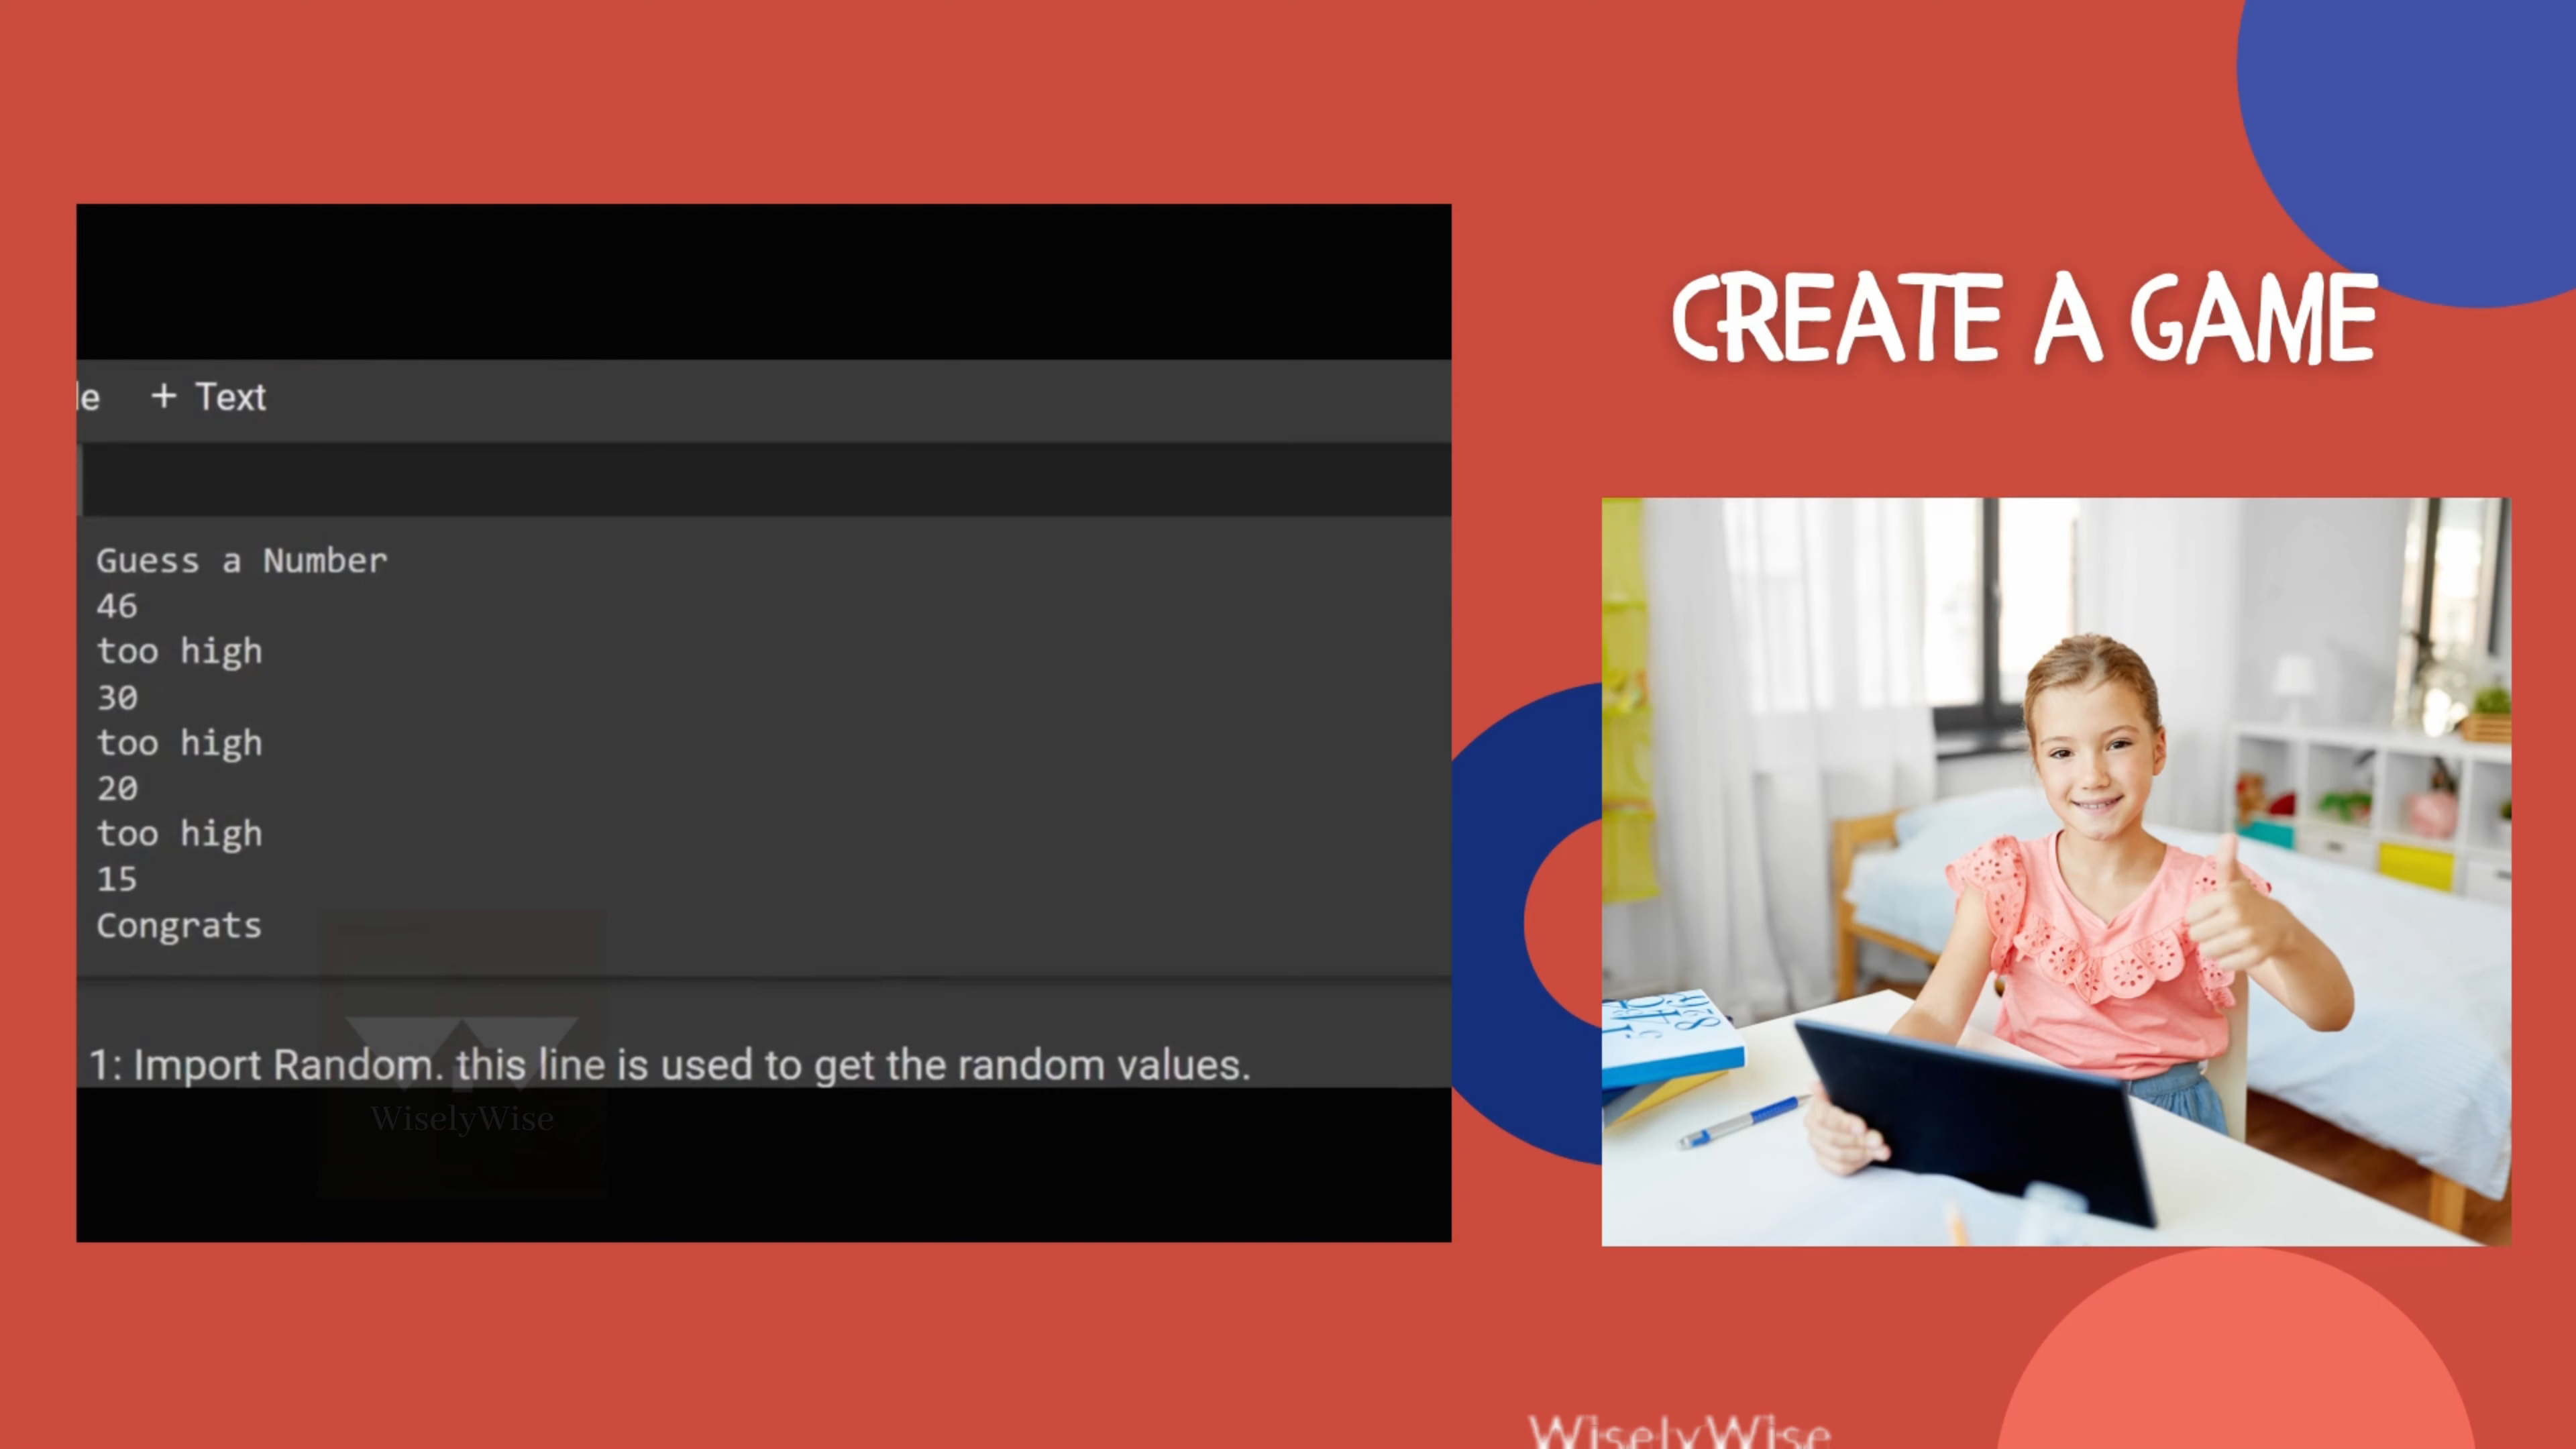 le + Text
Guess a Number
46
too high
30
too high
20
too high
15
Congrats
1: Import Random. this line is used to get the random values.
WiselyWise
CREATE A GAME
WiselyWise